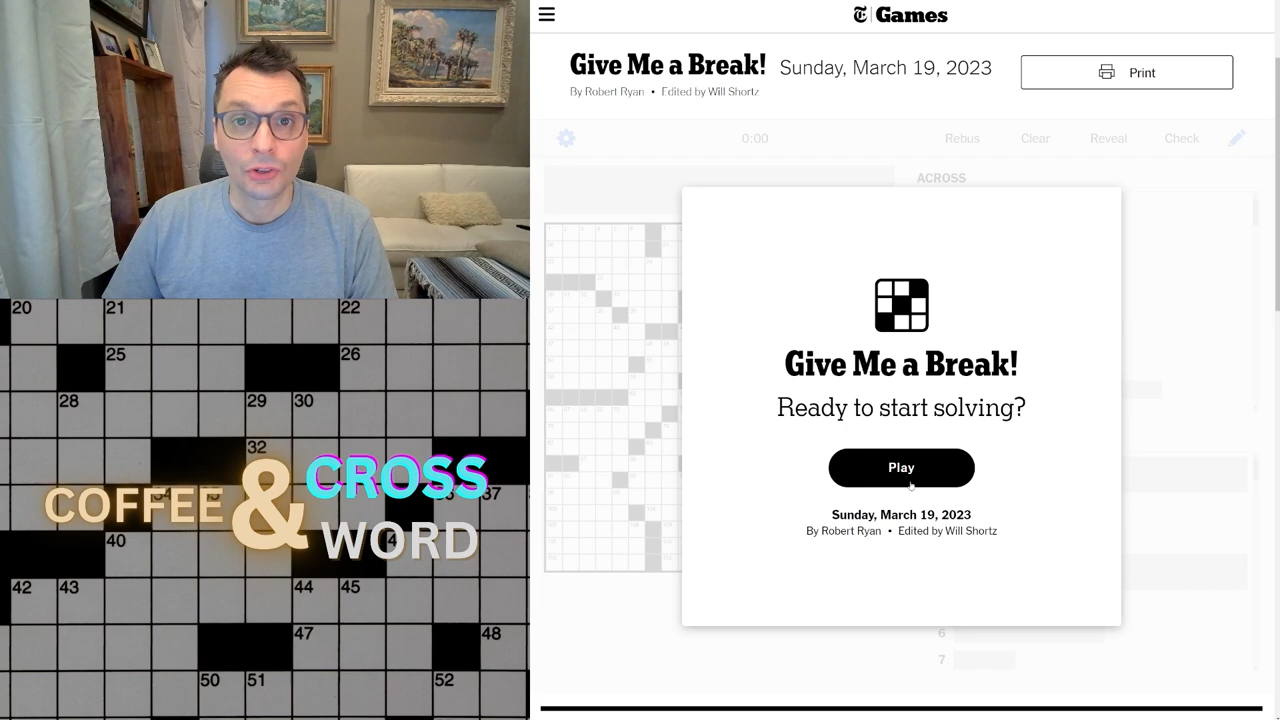 Games
Give Me a Break! Sunday, March 19, 2023
By Robert Ryan • Edited by Will Shortz
Print
0:00
Rebus Clear Reveal Check
ACROSS
Give Me a Break!
Ready to start solving?
Play
Sunday, March 19, 2023
By Robert Ryan • Edited by Will Shortz
6
7
20 21 22
25 26
28 29 30
32
COFFEE & CROSS
WORD
37
40
42 43 44 45
47 48
50 51 52